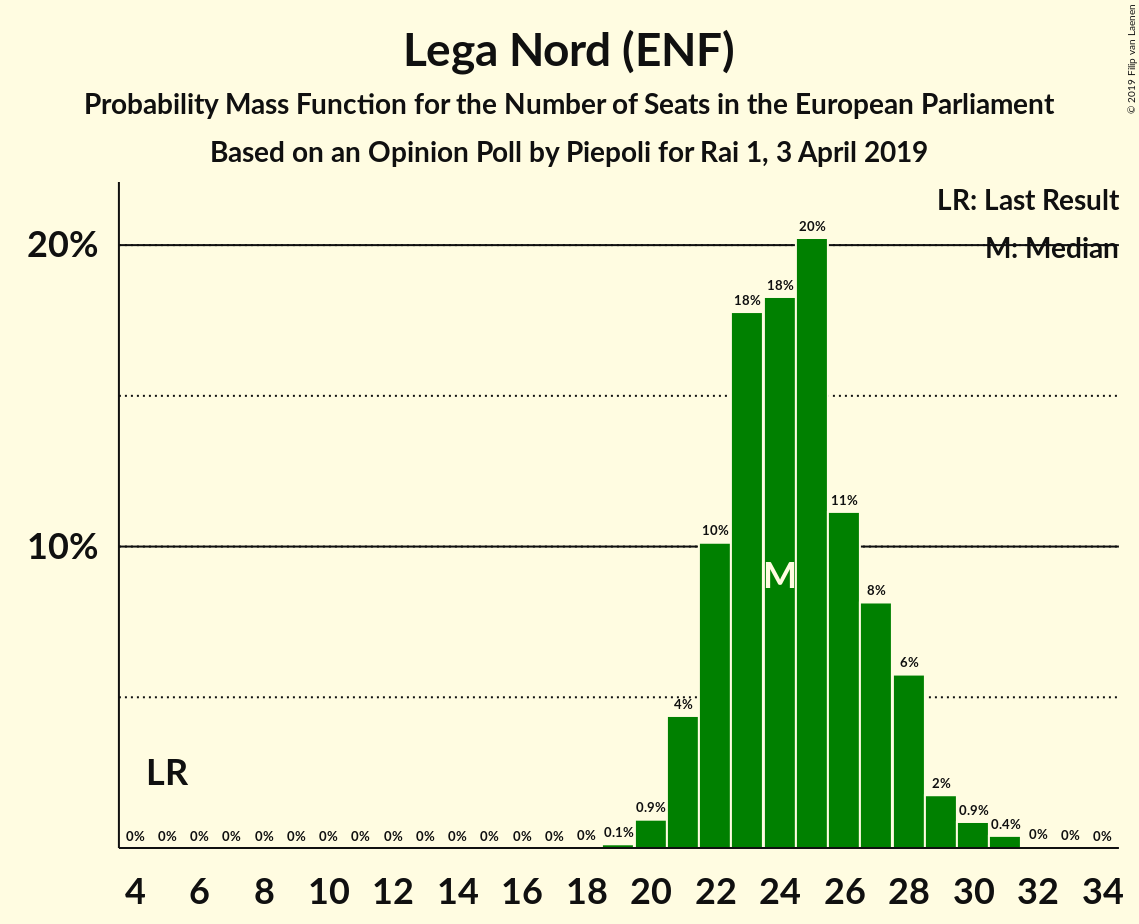 Lega Nord (ENF)
Probability Mass Function for the Number of Seats in the European Parliament
Based on an Opinion Poll by Piepoli for Rai 1, 3 April 2019
© 2019 Filip van Laenen
LR: Last Result
M: Median
20%
10%
0% 0% 0% 0% 0% 0% 0% 0% 0% 0% 0% 0% 0% 0% 0% 0.1% 0.9% 4% 10% 18% 18% 20% 11% 8% 6% 2% 0.9% 0.4% 0% 0% 0%
M
LR
4 6 8 10 12 14 16 18 20 22 24 26 28 30 32 34